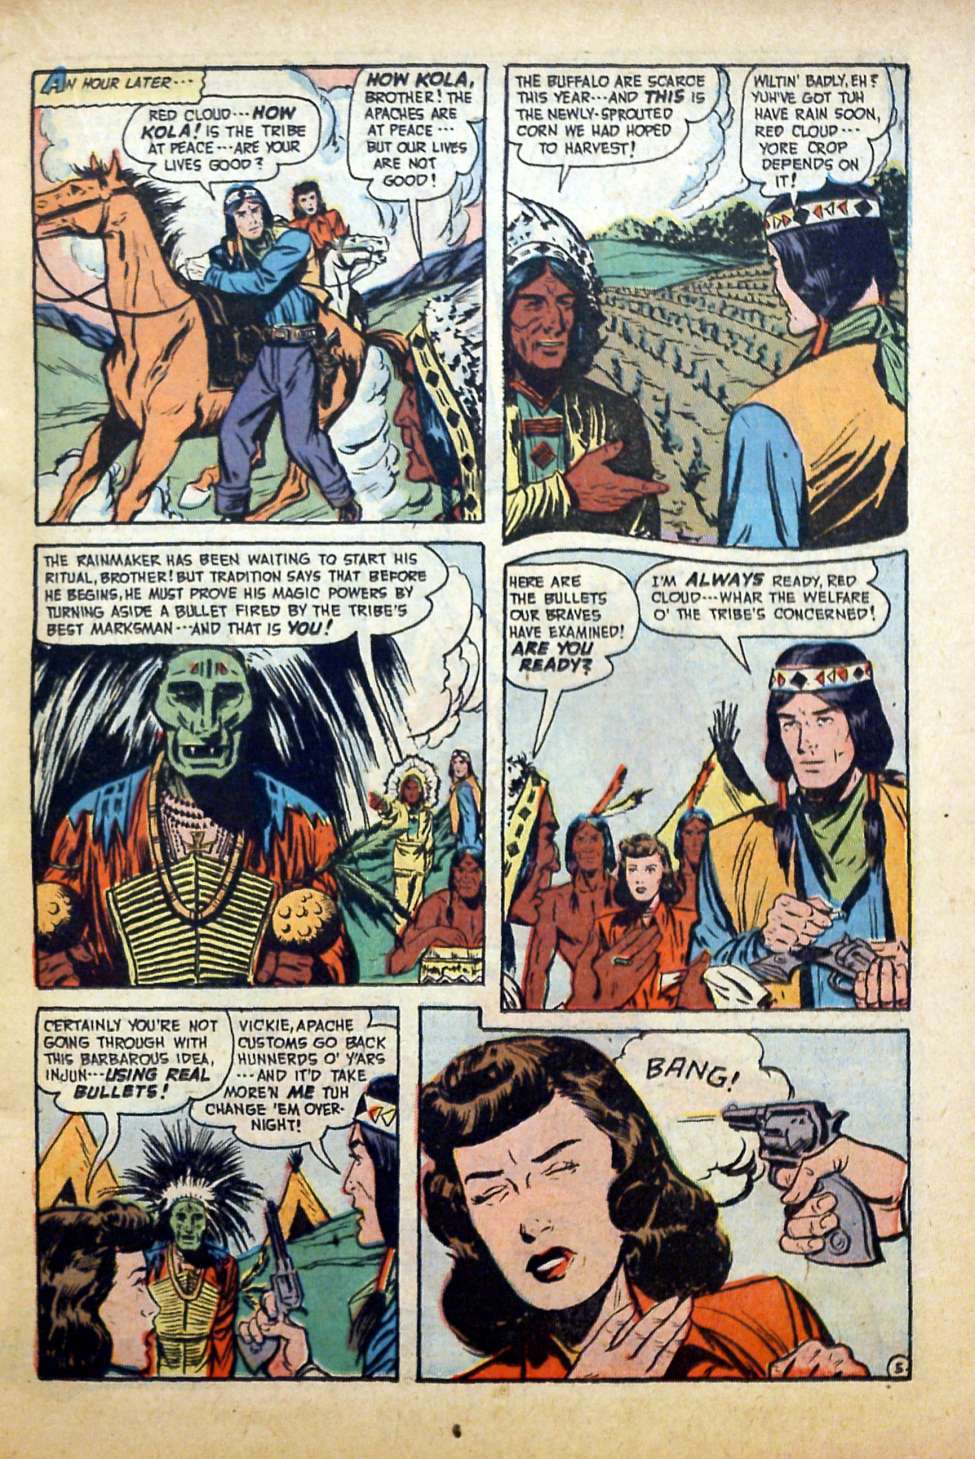 AN HOUR LATER---
RED CLOUD---HOW
KOLA! IS THE TRIBE
AT PEACE---ARE YOUR
LIVES GOOD?
HOW KOLA,
BROTHER! THE
APACHES ARE
AT PEACE---
BUT OUR LIVES
ARE NOT
GOOD!
THE BUFFALO ARE SCARCE
THIS YEAR---AND THIS IS
THE NEWLY-SPROUTED
CORN WE HAD HOPED
TO HARVEST!
WILTIN' BADLY, EH?
YUH'VE GOT TUH
HAVE RAIN SOON,
RED CLOUD---
YORE CROP
DEPENDS ON
IT!
THE RAINMAKER HAS BEEN WAITING TO START HIS
RITUAL, BROTHER! BUT TRADITION SAYS THAT BEFORE
HE BEGINS, HE MUST PROVE HIS MAGIC POWERS BY
TURNING ASIDE A BULLET FIRED BY THE TRIBE'S
BEST MARKSMAN---AND THAT IS YOU!
HERE ARE
THE BULLETS
OUR BRAVES
HAVE EXAMINED!
ARE YOU
READY?
I'M ALWAYS READY, RED
CLOUD---WHAR THE WELFARE
O' THE TRIBE'S CONCERNED!
CERTAINLY YOU'RE NOT
GOING THROUGH WITH
THIS BARBAROUS IDEA,
INJUN---USING REAL
BULLETS!
VICKIE, APACHE
CUSTOMS GO BACK
HUNNERDS O' Y'ARS
---AND IT'D TAKE
MORE'N ME TUH
CHANGE 'EM OVER-
NIGHT!
BANG!
5
6